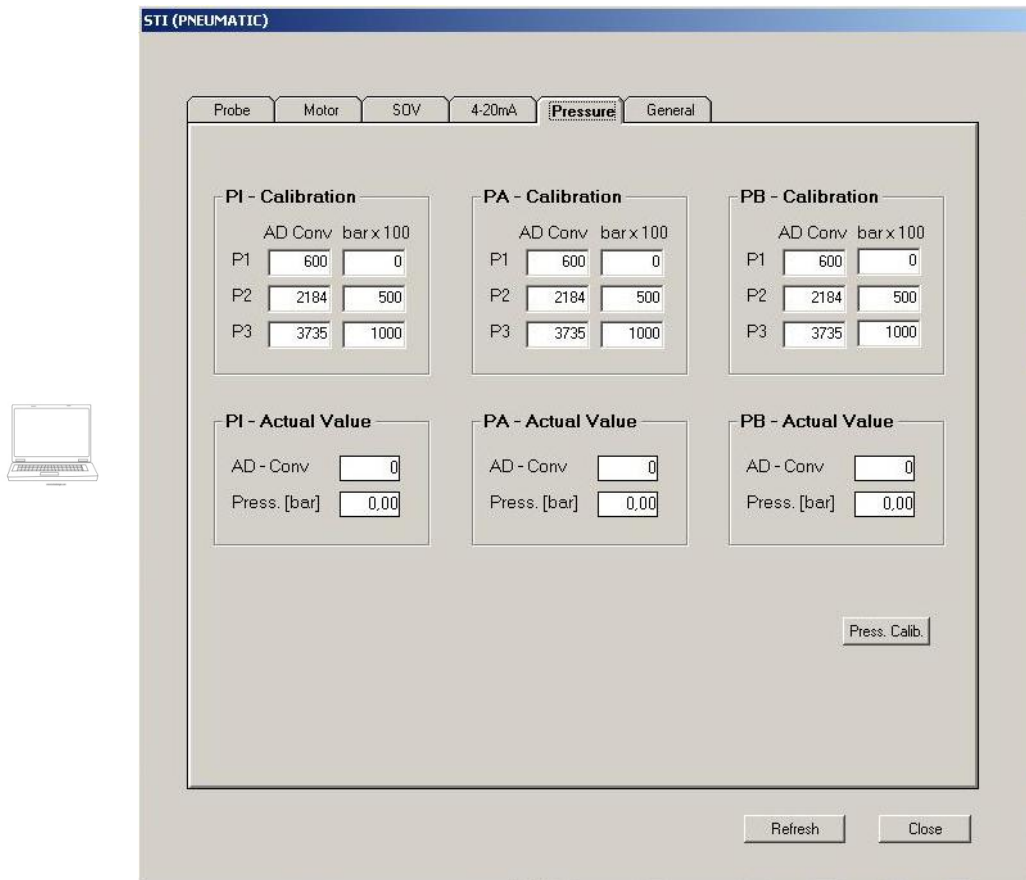 STI (PNEUMATIC)
Probe Motor SOV 4-20mA Pressure General
PI - Calibration PA - Calibration PB - Calibration
AD Conv bar x 100 AD Conv bar x 100 AD Conv bar x 100
P1 600 0 P1 600 0 P1 600 0
P2 2184 500 P2 2184 500 P2 2184 500
P3 3735 1000 P3 3735 1000 P3 3735 1000
PI - Actual Value PA - Actual Value PB - Actual Value
AD - Conv 0 AD - Conv 0 AD - Conv 0
Press. [bar] 0,00 Press. [bar] 0,00 Press. [bar] 0,00
Press. Calib.
Refresh Close